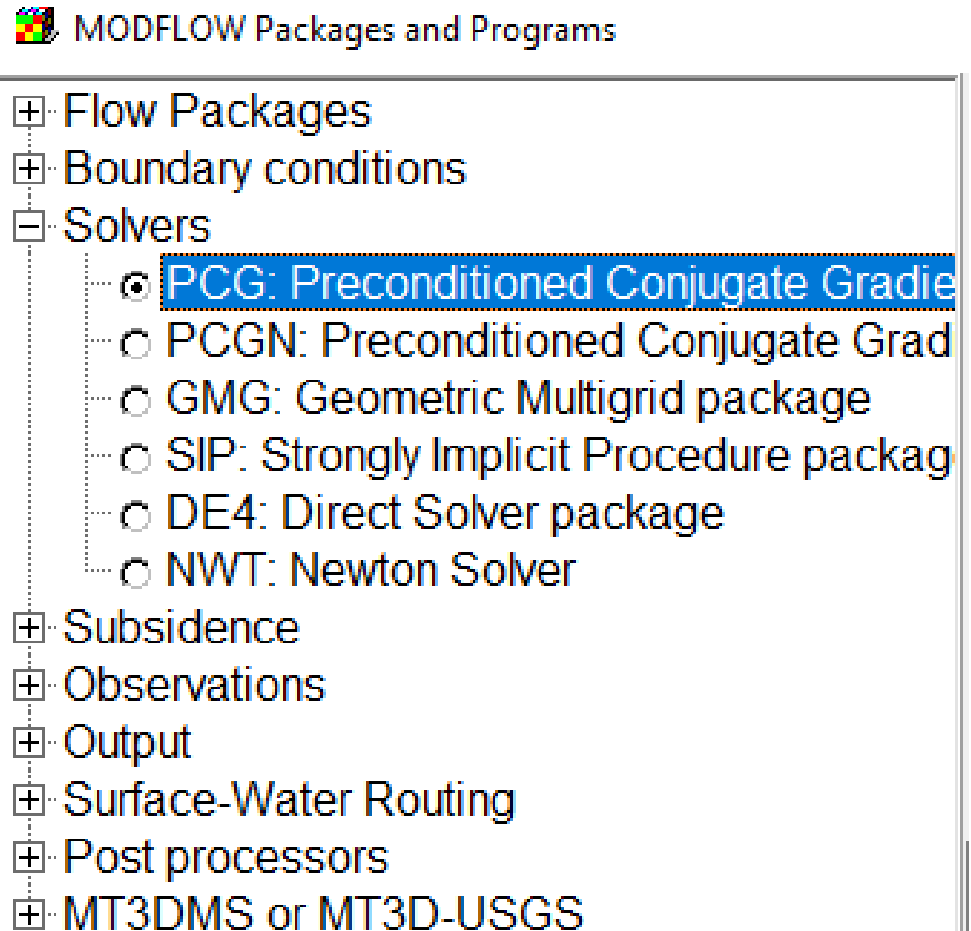 MODFLOW Packages and Programs
Flow Packages
Boundary conditions
Solvers
PCG: Preconditioned Conjugate Gradie
PCGN: Preconditioned Conjugate Grad
GMG: Geometric Multigrid package
SIP: Strongly Implicit Procedure packag
DE4: Direct Solver package
NWT: Newton Solver
Subsidence
Observations
Output
Surface-Water Routing
Post processors
MT3DMS or MT3D-USGS